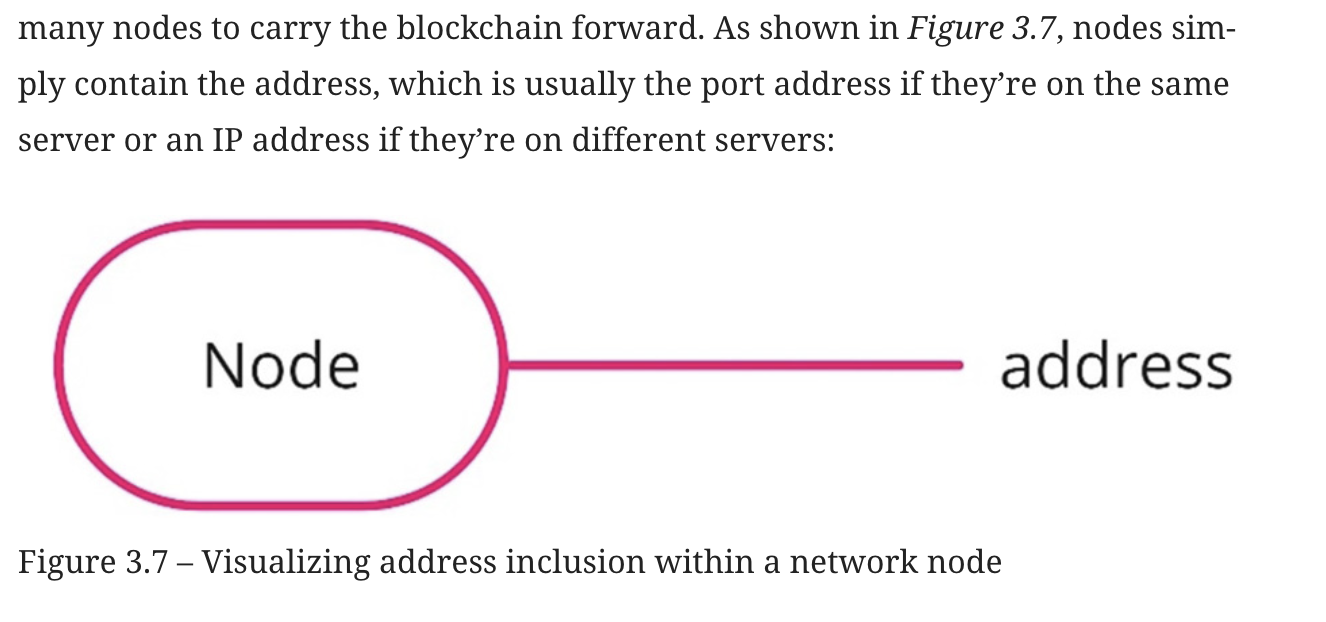 many nodes to carry the blockchain forward. As shown in Figure 3.7, nodes sim-
ply contain the address, which is usually the port address if they’re on the same
server or an IP address if they’re on different servers:
Node
address
Figure 3.7 – Visualizing address inclusion within a network node